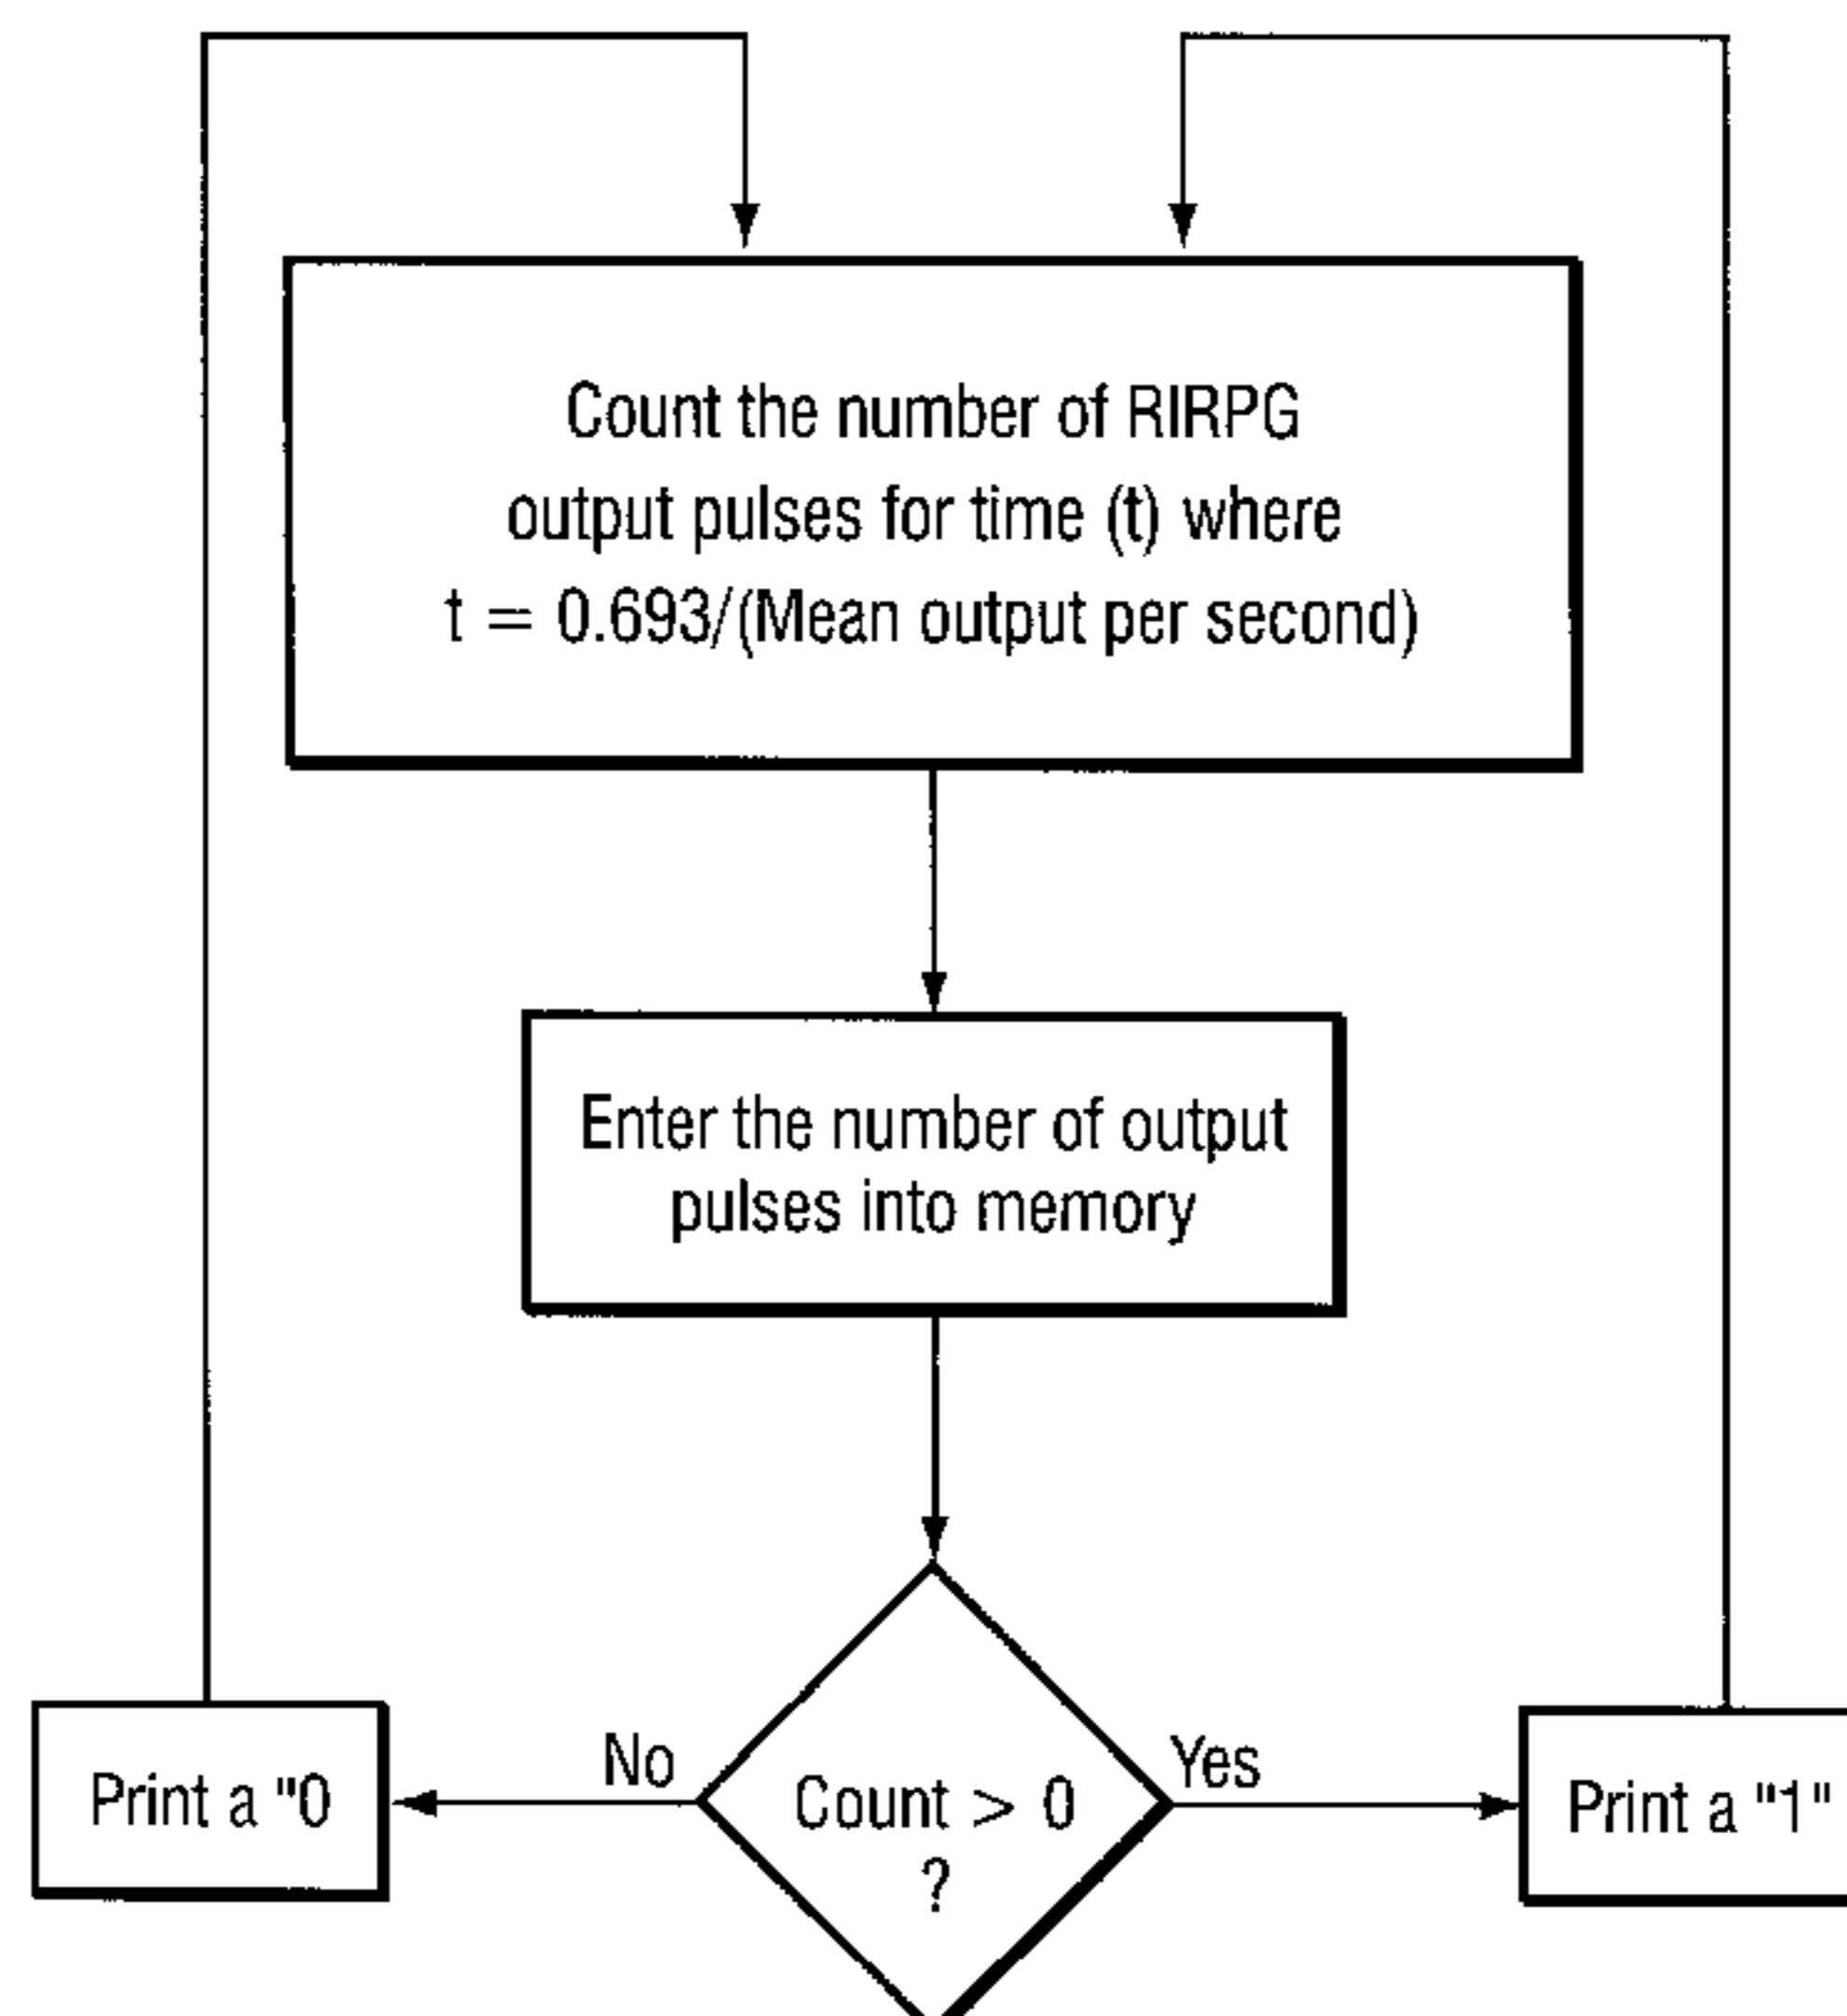 Count the number of RIRPG
output pulses for time (t) where
t = 0.693/(Mean output per second)
Enter the number of output
pulses into memory
No
Yes
Print a "0
Count > 0
?
Print a "1"